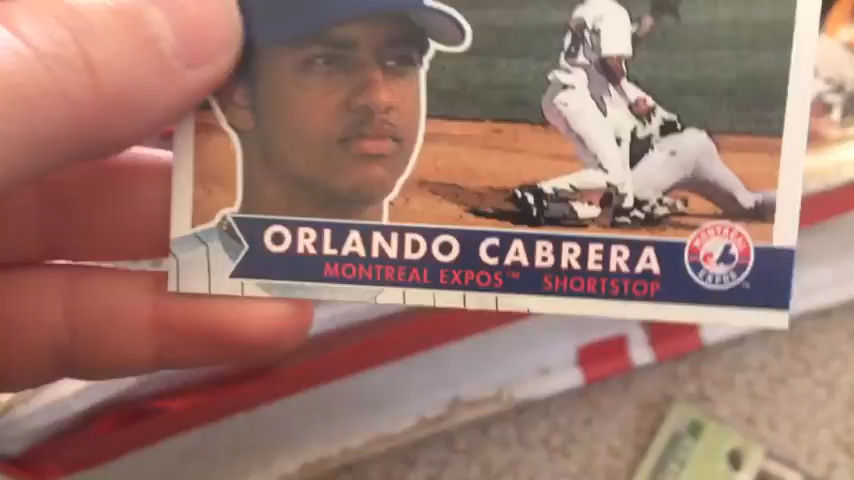 ORLANDO CABRERA
MONTREAL EXPOS™ SHORTSTOP
MONTREAL
EXPOS